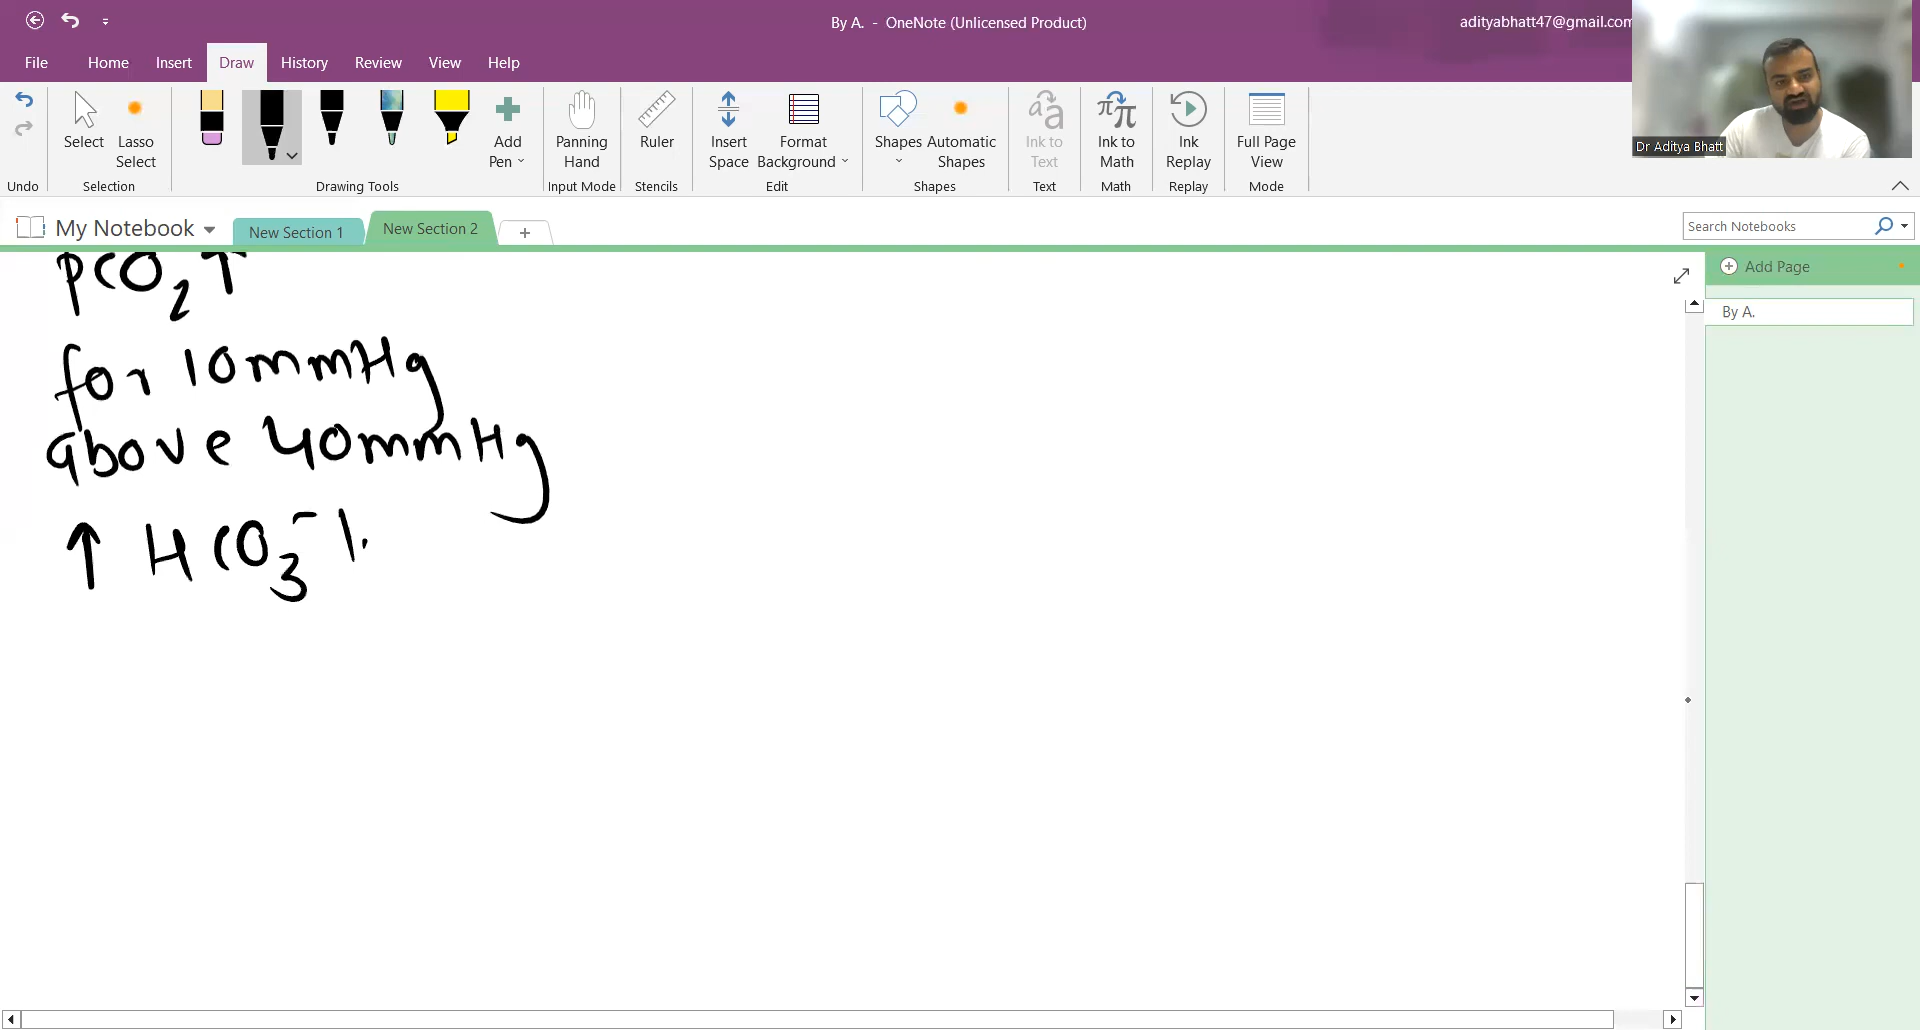 By A. - OneNote (Unlicensed Product)
adityabhatt47@gmail.com
File Home Insert Draw History Review View Help
Select
Lasso Select
Add Pen
Panning Hand
Ruler
Insert Space
Format Background
Shapes
Automatic Shapes
Ink to Text
Ink to Math
Ink Replay
Full Page View
Undo Selection Drawing Tools Input Mode Stencils Edit Shapes Text Math Replay Mode
Dr Aditya Bhatt
My Notebook New Section 1 New Section 2
Search Notebooks
Add Page
By A.
pCO₂↑
for 10mmHg
above 40mmHg
↑ HCO₃⁻